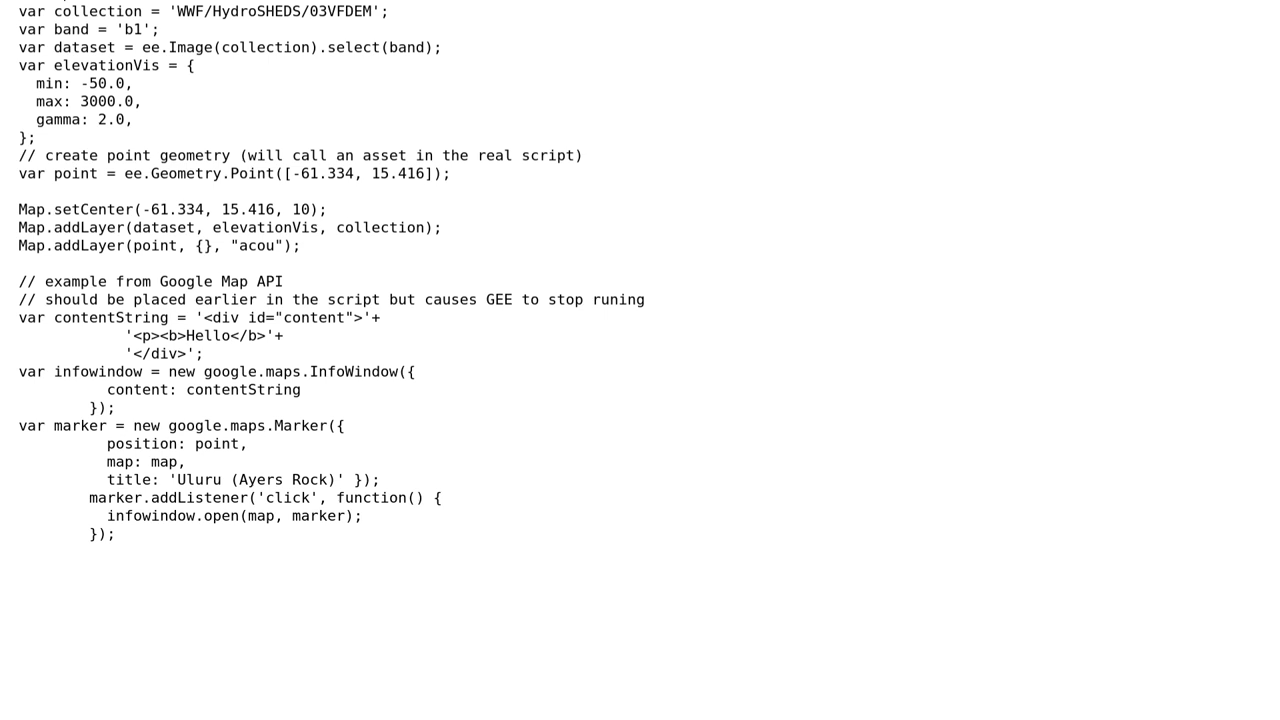 var collection = 'WWF/HydroSHEDS/03VFDEM';
var band = 'b1';
var dataset = ee.Image(collection).select(band);
var elevationVis = {
  min: -50.0,
  max: 3000.0,
  gamma: 2.0,
};
// create point geometry (will call an asset in the real script)
var point = ee.Geometry.Point([-61.334, 15.416]);

Map.setCenter(-61.334, 15.416, 10);
Map.addLayer(dataset, elevationVis, collection);
Map.addLayer(point, {}, "acou");

// example from Google Map API
// should be placed earlier in the script but causes GEE to stop runing
var contentString = '<div id="content">'+
            '<p><b>Hello</b>'+
            '</div>';
var infowindow = new google.maps.InfoWindow({
          content: contentString
        });
var marker = new google.maps.Marker({
          position: point,
          map: map,
          title: 'Uluru (Ayers Rock)' });
        marker.addListener('click', function() {
          infowindow.open(map, marker);
        });